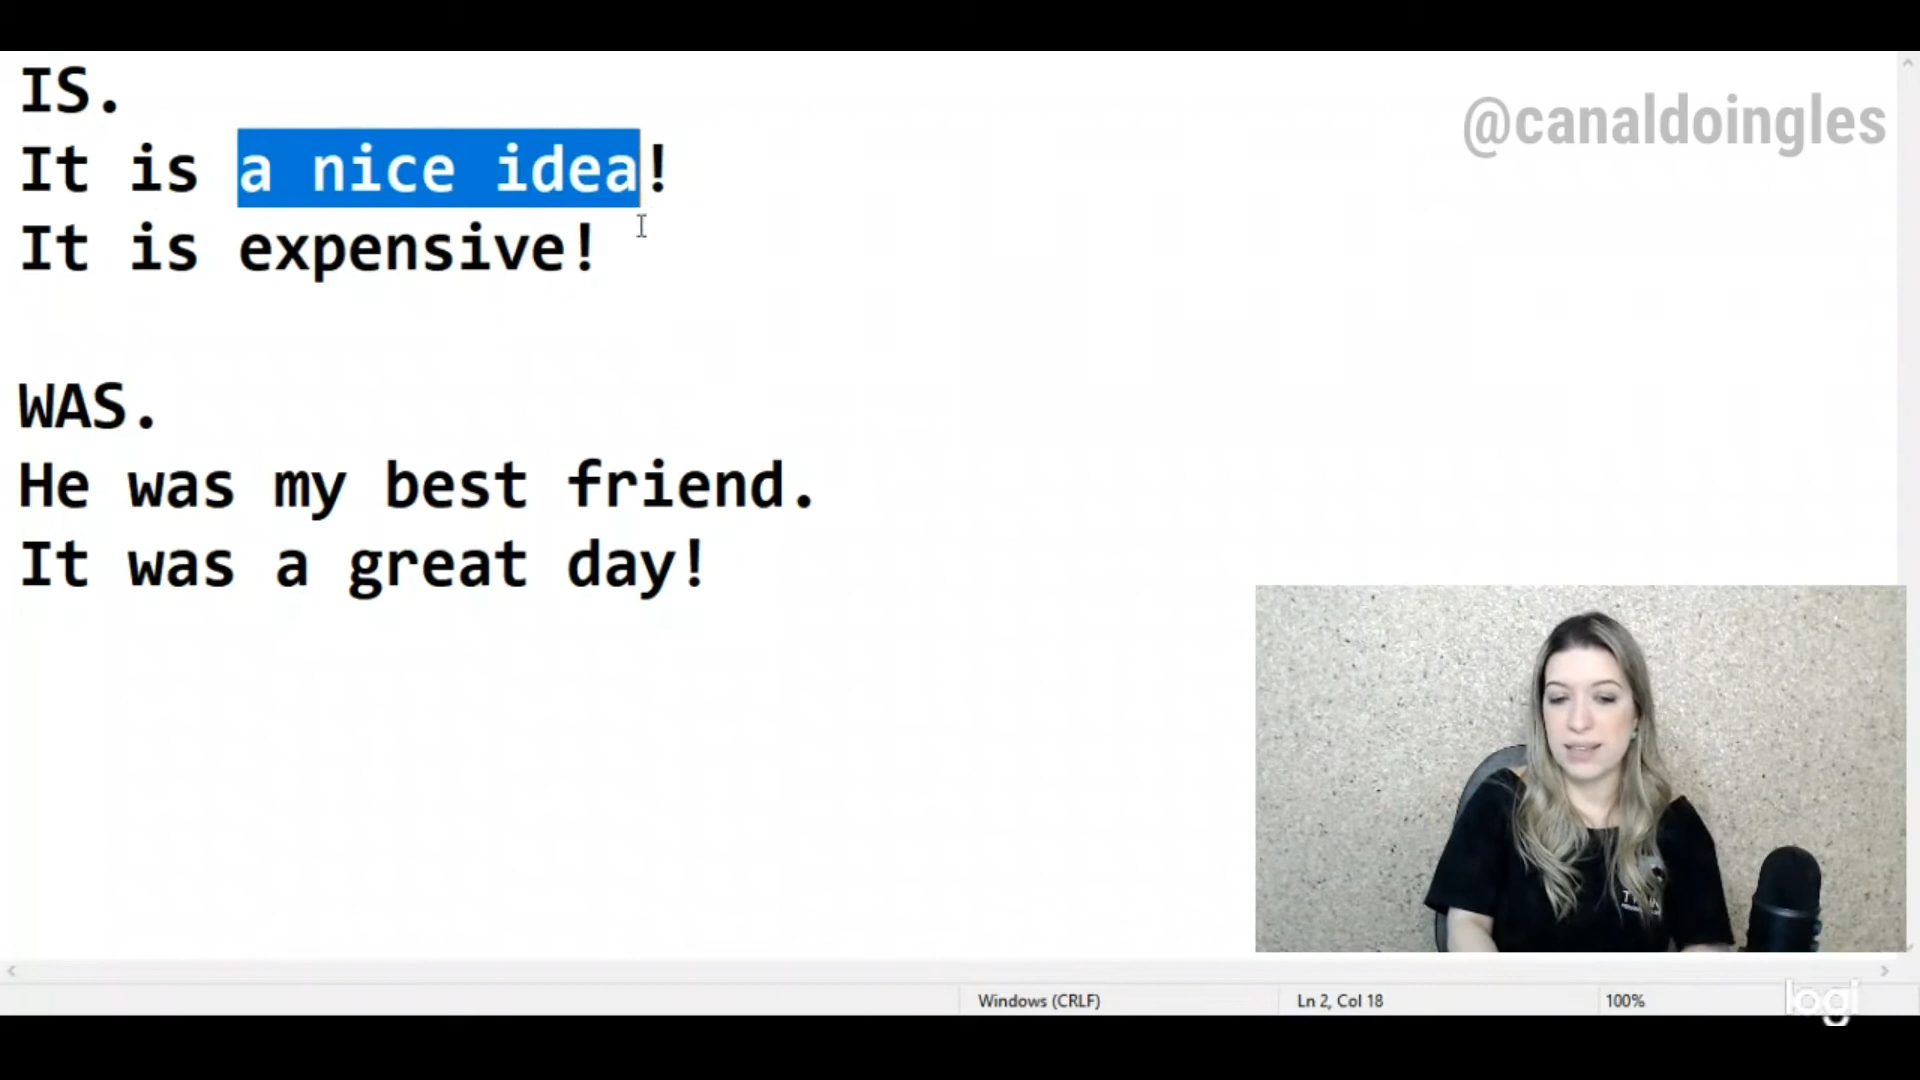 IS.
@canaldoingles
It is a nice idea!
It is expensive!
WAS.
He was my best friend.
It was a great day!
Windows (CRLF)
Ln 2, Col 18
100%
logi